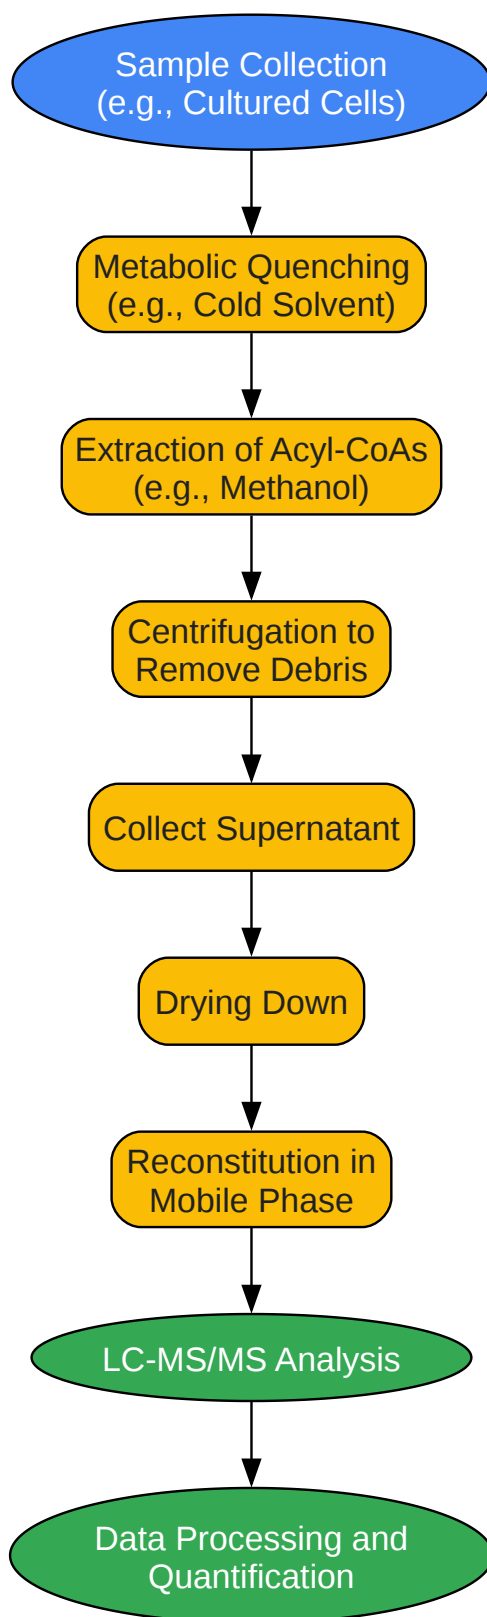 Sample Collection
(e.g., Cultured Cells)
Metabolic Quenching
(e.g., Cold Solvent)
Extraction of Acyl-CoAs
(e.g., Methanol)
Centrifugation to
Remove Debris
Collect Supernatant
Drying Down
Reconstitution in
Mobile Phase
LC-MS/MS Analysis
Data Processing and
Quantification